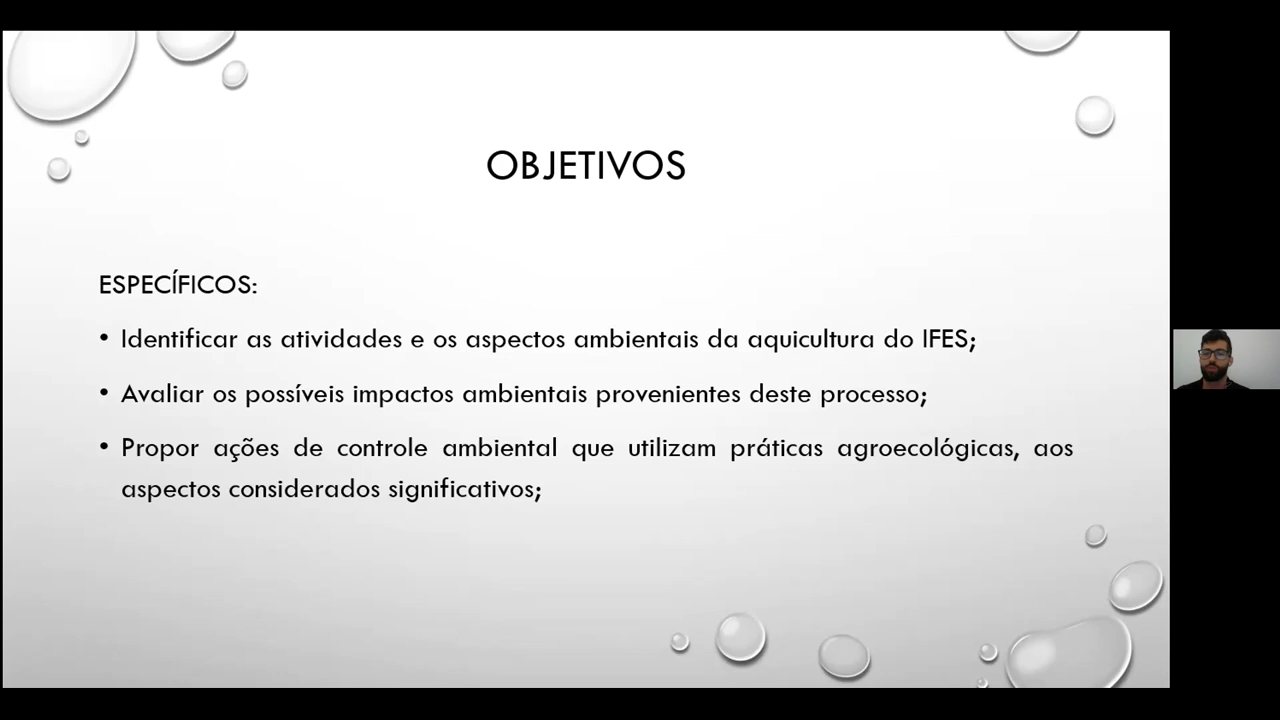 OBJETIVOS
ESPECÍFICOS:
• Identificar as atividades e os aspectos ambientais da aquicultura do IFES;
• Avaliar os possíveis impactos ambientais provenientes deste processo;
• Propor ações de controle ambiental que utilizam práticas agroecológicas, aos
aspectos considerados significativos;